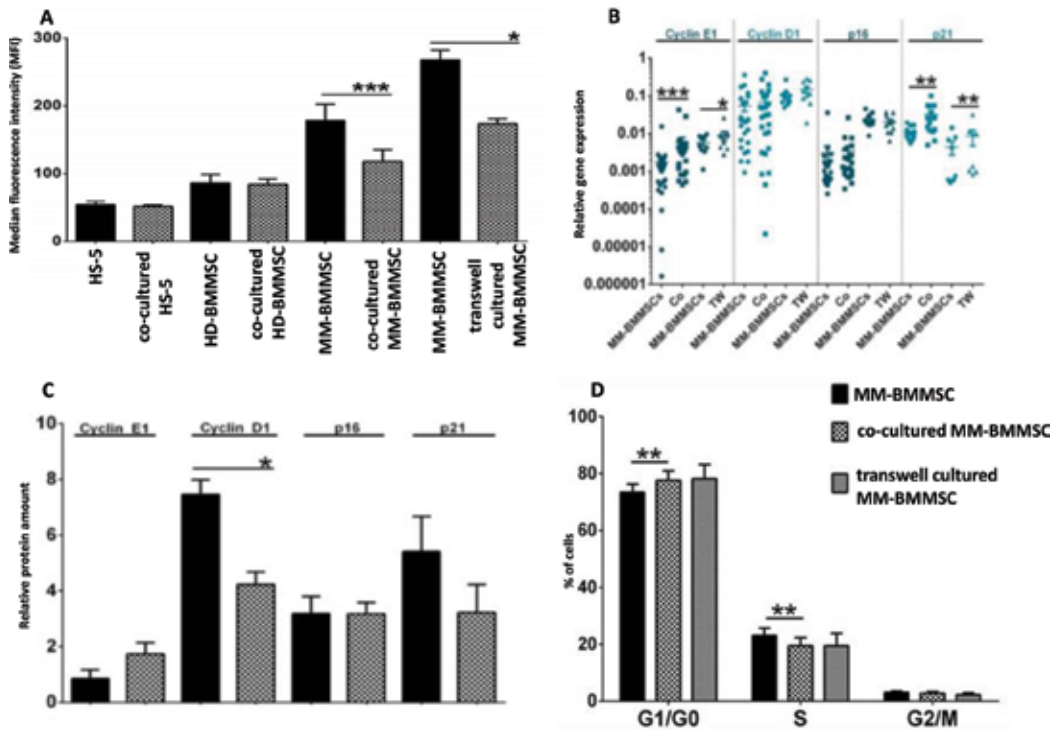 A
Median fluorescence intensity (MFI)
300
200
100
0
***
*
HS-5
co-cultured
HS-5
HD-BMMSC
co-cultured
HD-BMMSC
MM-BMMSC
co-cultured
MM-BMMSC
MM-BMMSC
transwell
cultured
MM-BMMSC
B
Cyclin E1
Cyclin D1
p16
p21
Relative gene expression
1
0.1
0.01
0.001
0.0001
0.00001
0.000001
***
*
**
**
MM-BMMSCs
Co
MM-BMMSCs
TW
MM-BMMSCs
Co
MM-BMMSCs
TW
MM-BMMSCs
Co
MM-BMMSCs
TW
MM-BMMSCs
Co
MM-BMMSCs
TW
C
Cyclin E1
Cyclin D1
p16
p21
Relative protein amount
10
8
6
4
2
0
*
D
MM-BMMSC
co-cultured MM-BMMSC
transwell cultured
MM-BMMSC
% of cells
100
80
60
40
20
0
**
**
G1/G0
S
G2/M